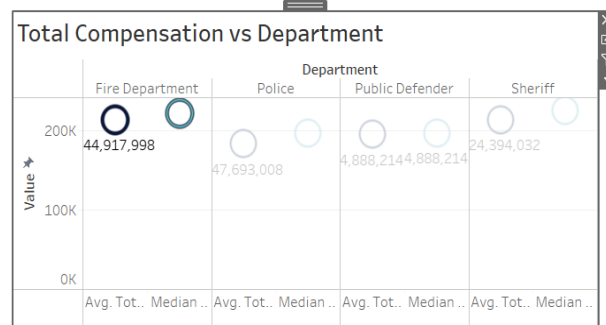 Total Compensation vs Department
Department
Fire Department Police Public Defender Sheriff
200K
44,917,998
47,693,008
4,888,214 4,888,214
24,394,032
Value
100K
0K
Avg. Tot.. Median .. Avg. Tot.. Median .. Avg. Tot.. Median .. Avg. Tot.. Median ..